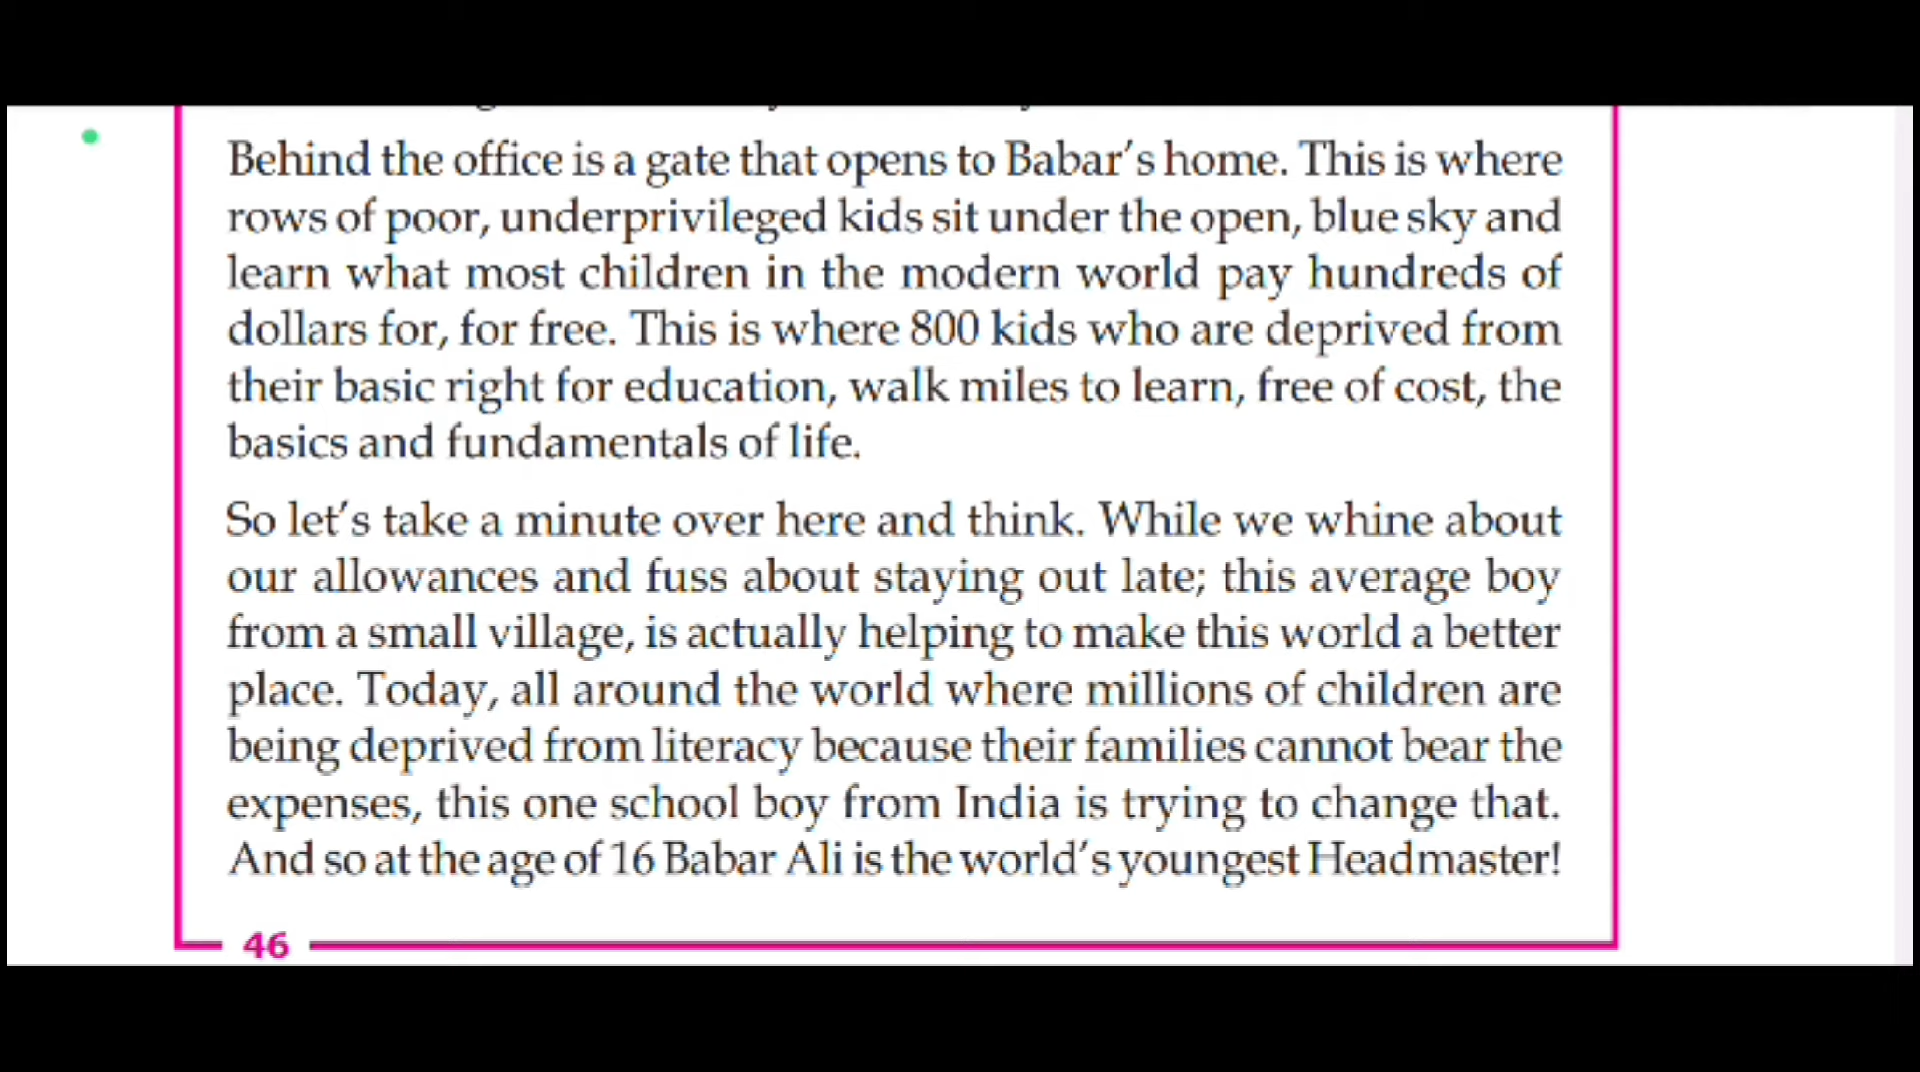 Behind the office is a gate that opens to Babar's home. This is where
rows of poor, underprivileged kids sit under the open, blue sky and
learn what most children in the modern world pay hundreds of
dollars for, for free. This is where 800 kids who are deprived from
their basic right for education, walk miles to learn, free of cost, the
basics and fundamentals of life.
So let's take a minute over here and think. While we whine about
our allowances and fuss about staying out late; this average boy
from a small village, is actually helping to make this world a better
place. Today, all around the world where millions of children are
being deprived from literacy because their families cannot bear the
expenses, this one school boy from India is trying to change that.
And so at the age of 16 Babar Ali is the world's youngest Headmaster!
46